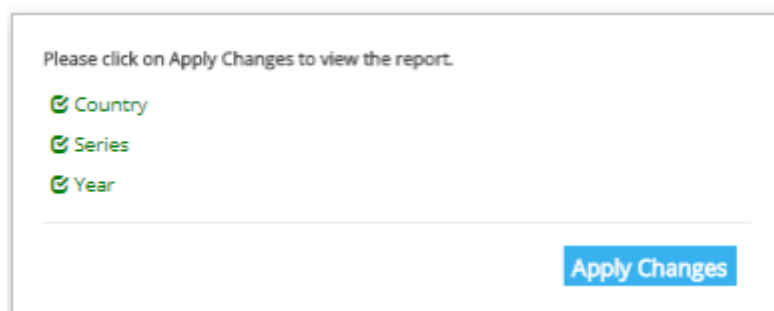 Please click on Apply Changes to view the report.
Country
Series
Year
Apply Changes